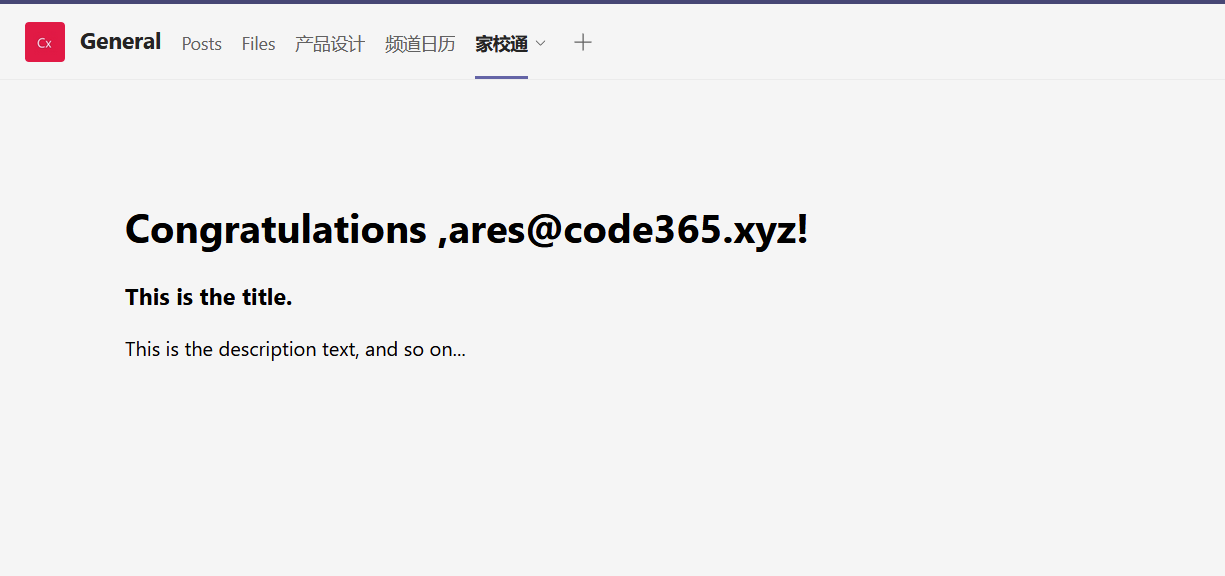 Cx General Posts Files 产品设计 频道日历 家校通
Congratulations ,ares@code365.xyz!
This is the title.
This is the description text, and so on...